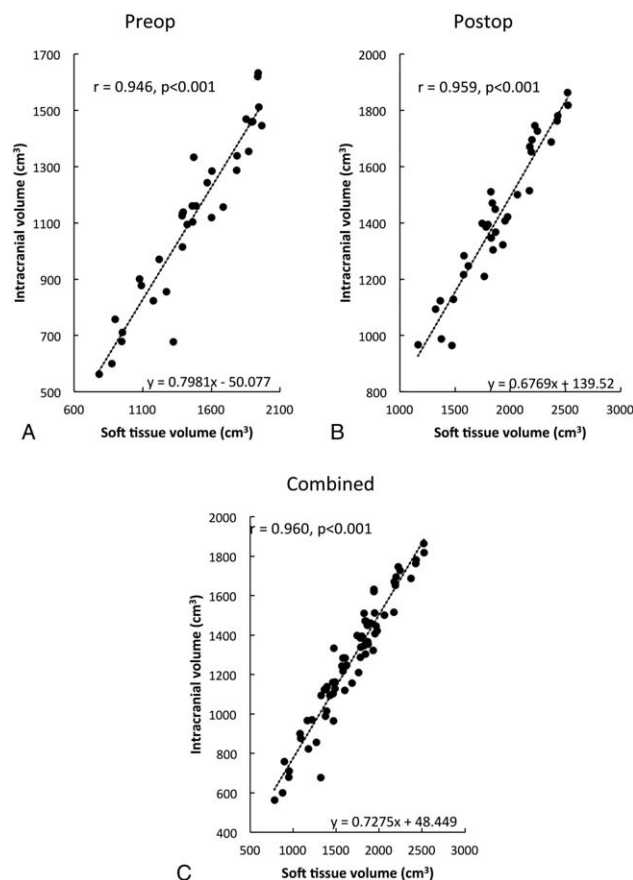 Preop
1700
r = 0.946, p<0.001
1500
1300
1100
900
700
500
Intracranial volume (cm³)
y = 0.7981x - 50.077
600 1100 1600 2100
A Soft tissue volume (cm³)
Postop
2000
r = 0.959, p<0.001
1800
1600
1400
1200
1000
800
Intracranial volume (cm³)
y = 0.6769x + 139.52
1000 1500 2000 2500 3000
B Soft tissue volume (cm³)
Combined
2000
r = 0.960, p<0.001
1800
1600
1400
1200
1000
800
600
400
Intracranial volume (cm³)
y = 0.7275x + 48.449
500 1000 1500 2000 2500 3000
C Soft tissue volume (cm³)